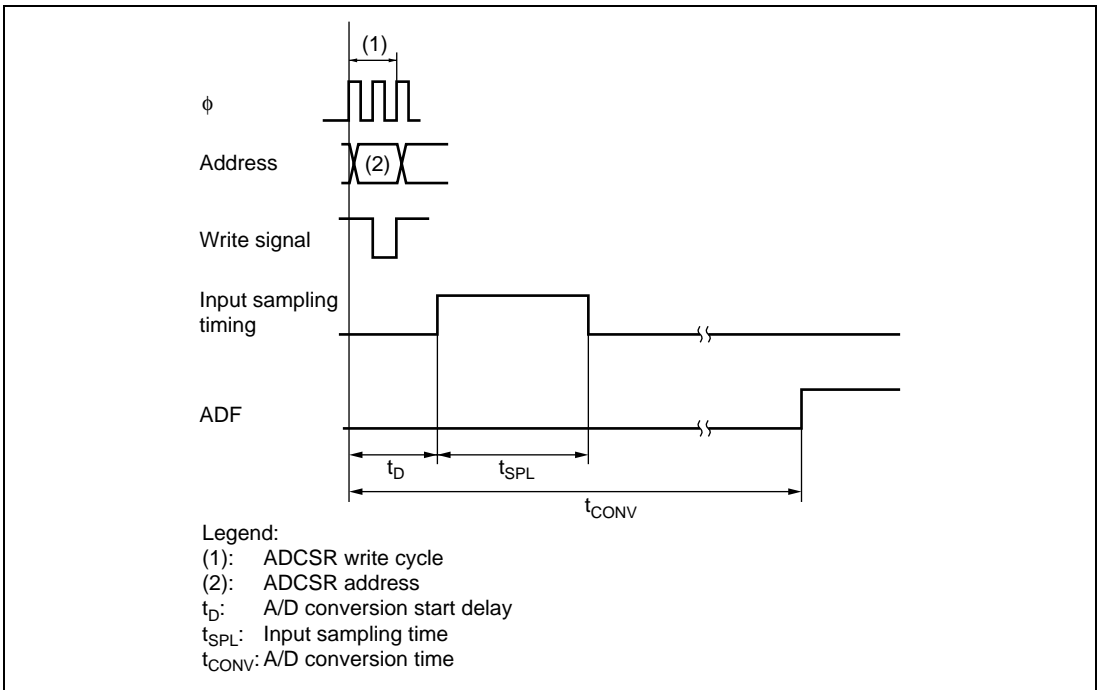 (1)
ϕ
Address
(2)
Write signal
Input sampling
timing
ADF
tD
tSPL
tCONV
Legend:
(1): ADCSR write cycle
(2): ADCSR address
tD: A/D conversion start delay
tSPL: Input sampling time
tCONV: A/D conversion time